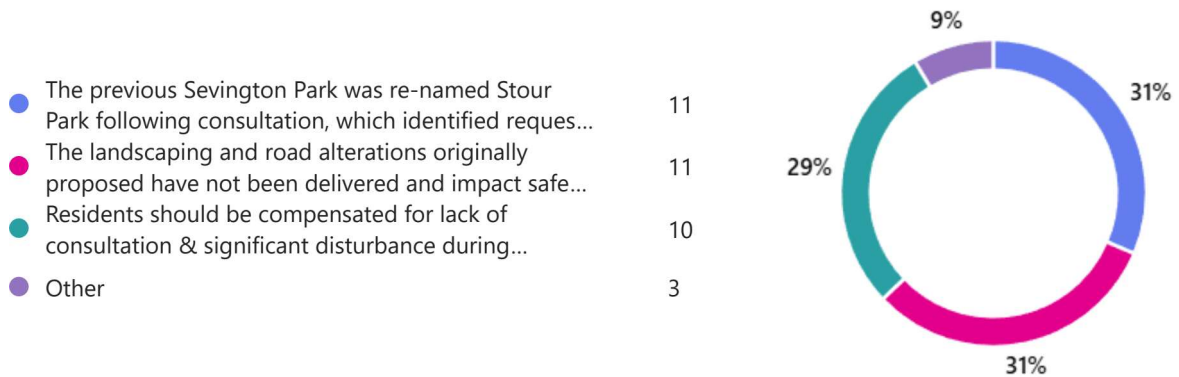 The previous Sevington Park was re-named Stour
Park following consultation, which identified reques...
11
The landscaping and road alterations originally
proposed have not been delivered and impact safe...
11
Residents should be compensated for lack of
consultation & significant disturbance during...
10
Other
3
9%
31%
29%
31%